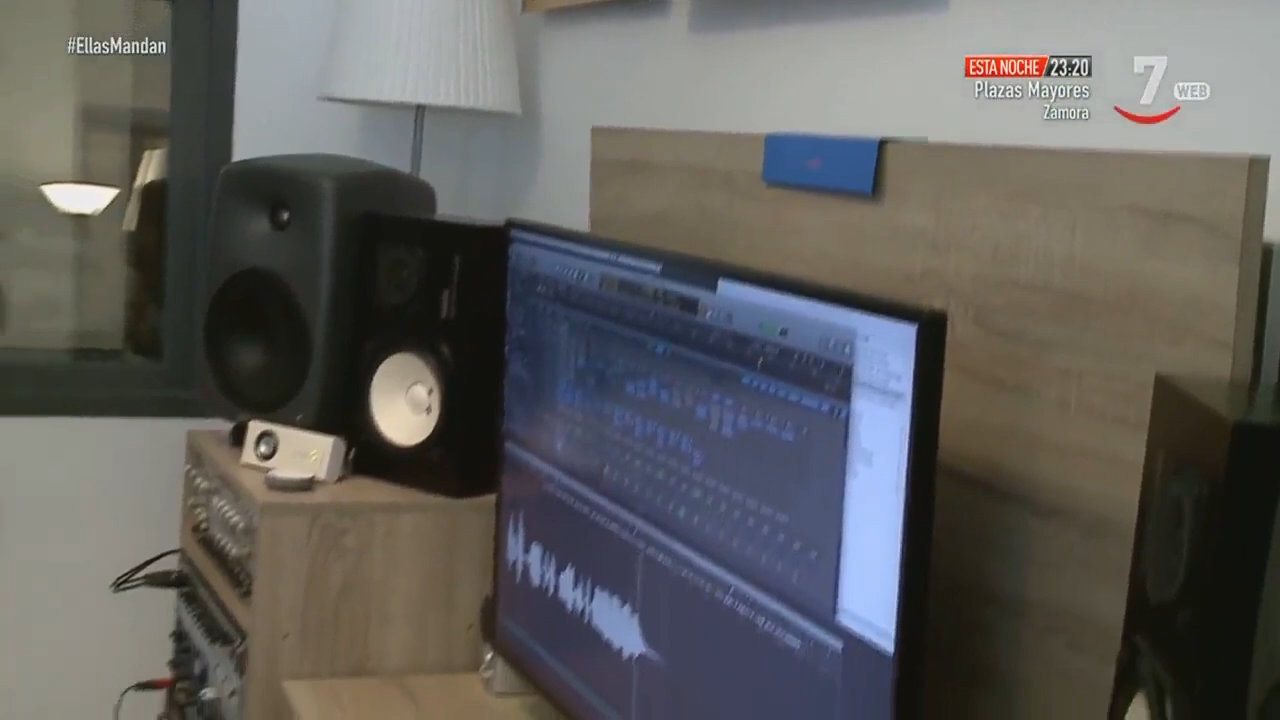 #EllasMandan
ESTA NOCHE 23:20
Plazas Mayores
Zamora
7 WEB